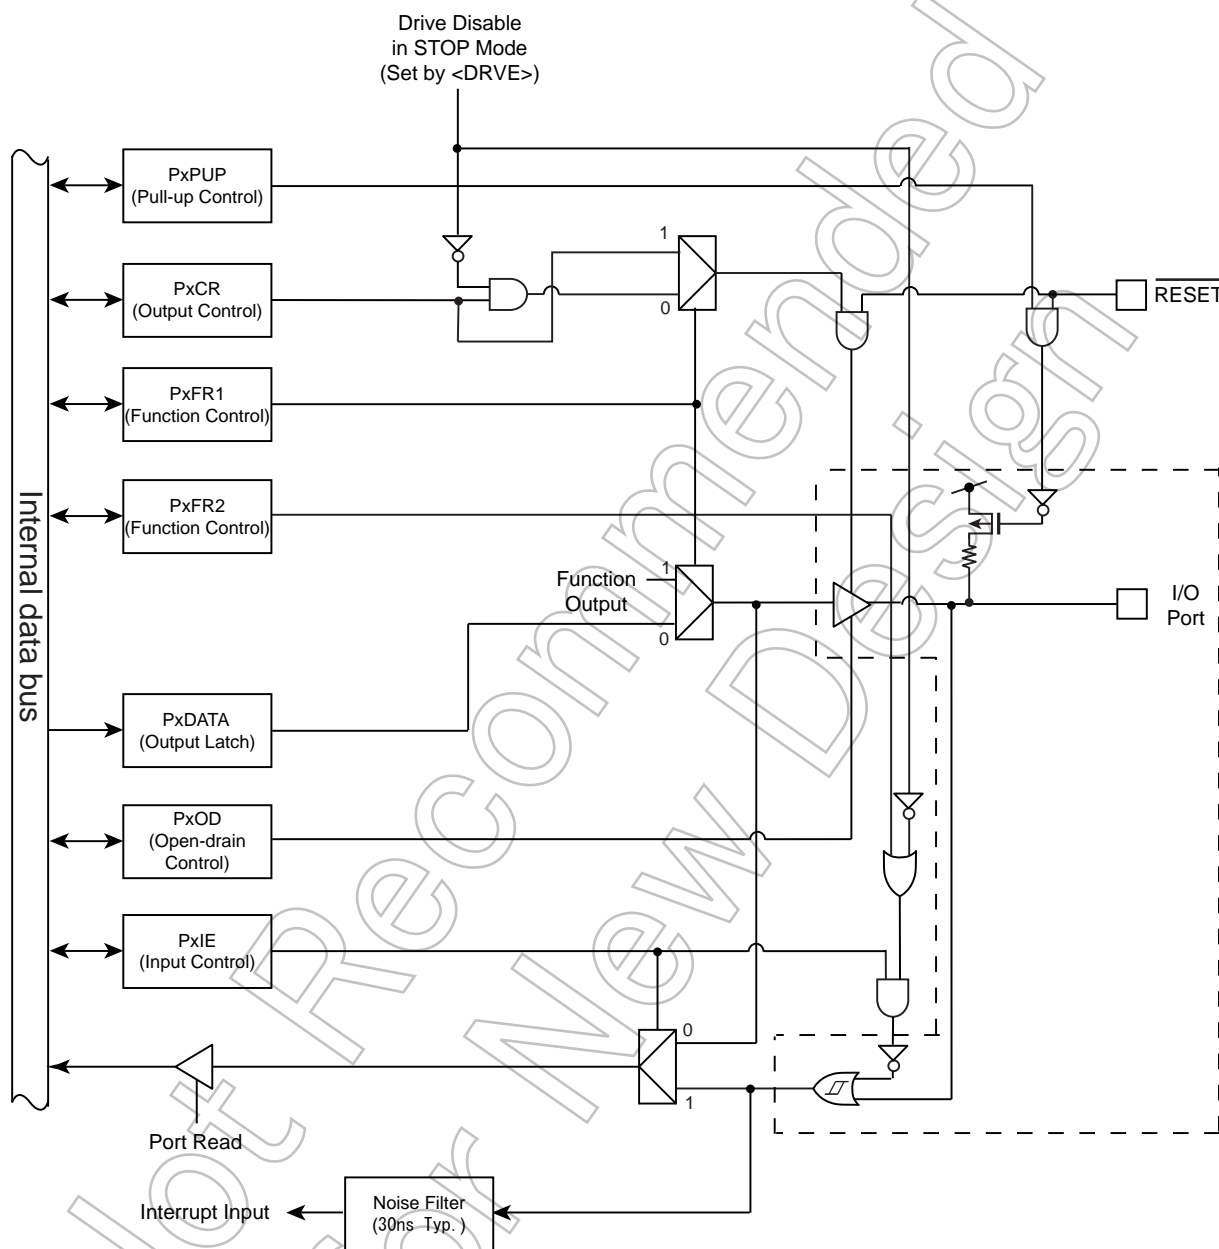 Drive Disable
in STOP Mode
(Set by <DRVE>)
PxPUP
(Pull-up Control)
1
PxCR
(Output Control)
0
RESET
PxFR1
(Function Control)
PxFR2
(Function Control)
Internal data bus
Function
Output
1
0
I/O
Port
PxDATA
(Output Latch)
PxOD
(Open-drain
Control)
PxIE
(Input Control)
0
1
Port Read
Interrupt Input
Noise Filter
(30ns Typ.)
Not Recommended
for New Design